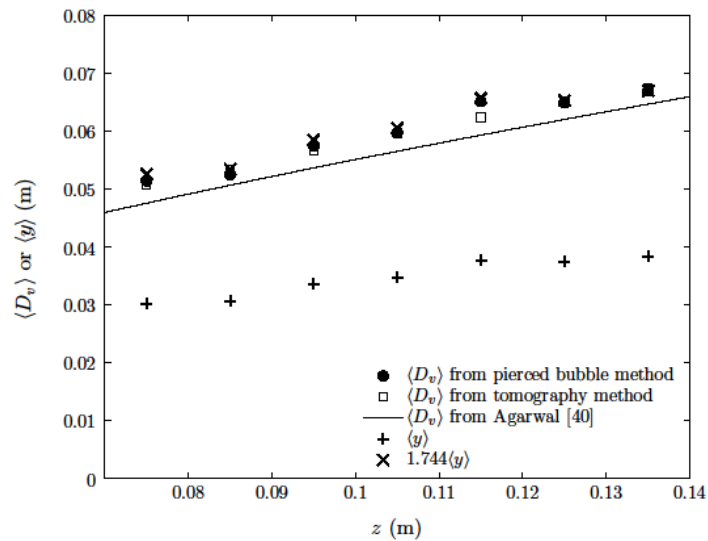 0.08
0.07
0.06
0.05
0.04
0.03
0.02
0.01
0
⟨D_v⟩ or ⟨y⟩ (m)
⟨D_v⟩ from pierced bubble method
⟨D_v⟩ from tomography method
⟨D_v⟩ from Agarwal [40]
⟨y⟩
1.744⟨y⟩
0.08 0.09 0.1 0.11 0.12 0.13 0.14
z (m)